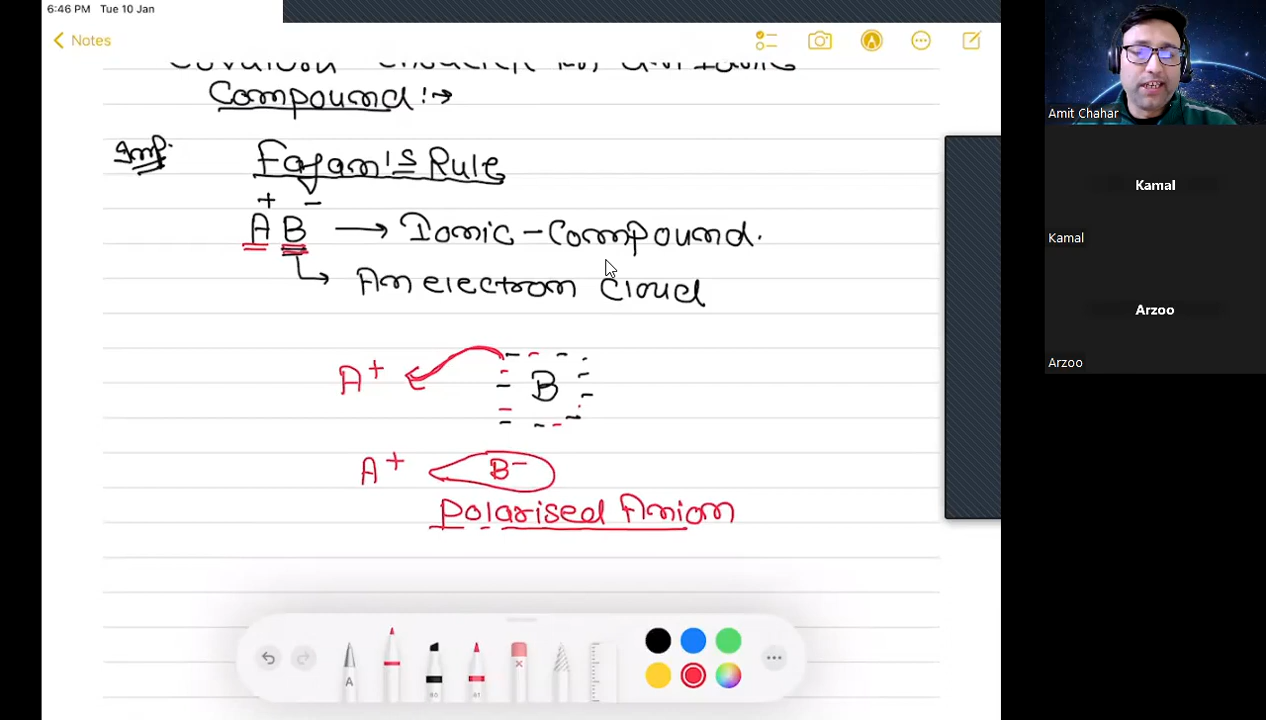 6:46 PM Tue 10 Jan
Notes
Compound :→
Imp.
Fajan's Rule
+ -
A B → Ionic - Compound.
An electron cloud
A+ B
A+ B-
Polarised Anion
A
Amit Chahar
Kamal
Kamal
Arzoo
Arzoo